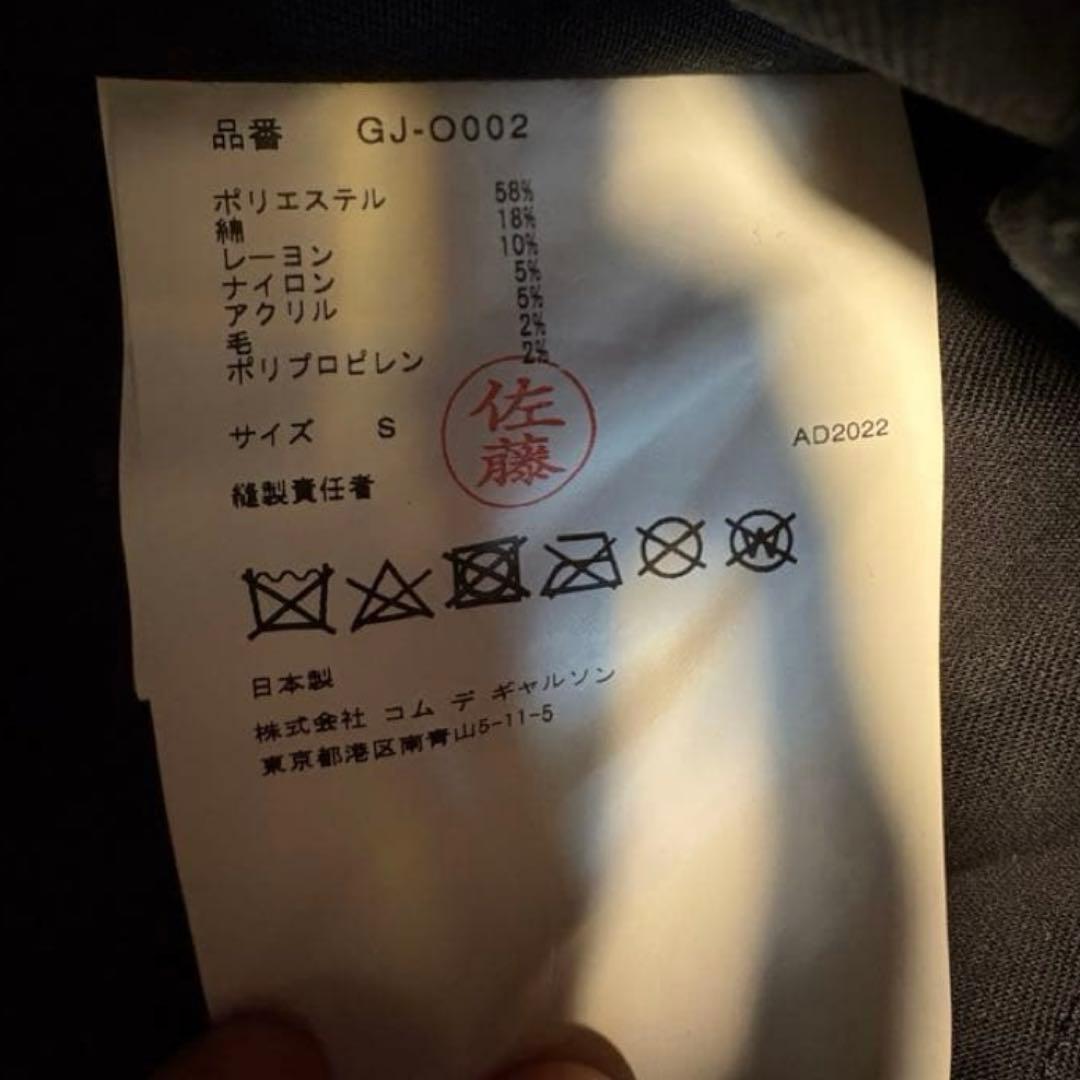 品番 GJ-O002
ポリエステル 58%
綿 18%
レーヨン 10%
ナイロン 5%
アクリル 5%
毛 2%
ポリプロピレン 2%
サイズ S
佐藤
AD2022
縫製責任者
W
日本製
株式会社 コム デ ギャルソン
東京都港区南青山5-11-5